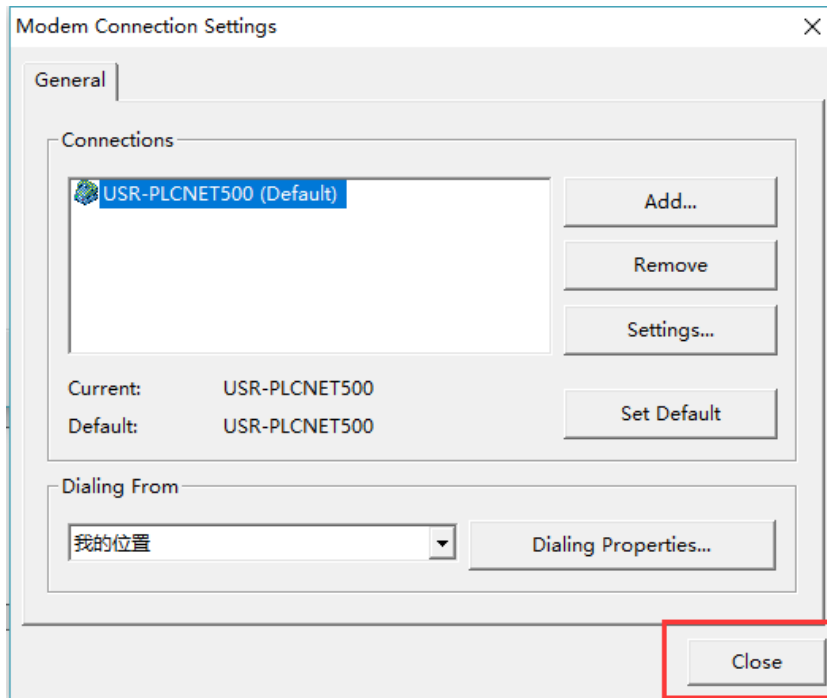 Modem Connection Settings
General
Connections
USR-PLCNET500 (Default)
Add...
Remove
Settings...
Current: USR-PLCNET500
Default: USR-PLCNET500
Set Default
Dialing From
我的位置
Dialing Properties...
Close